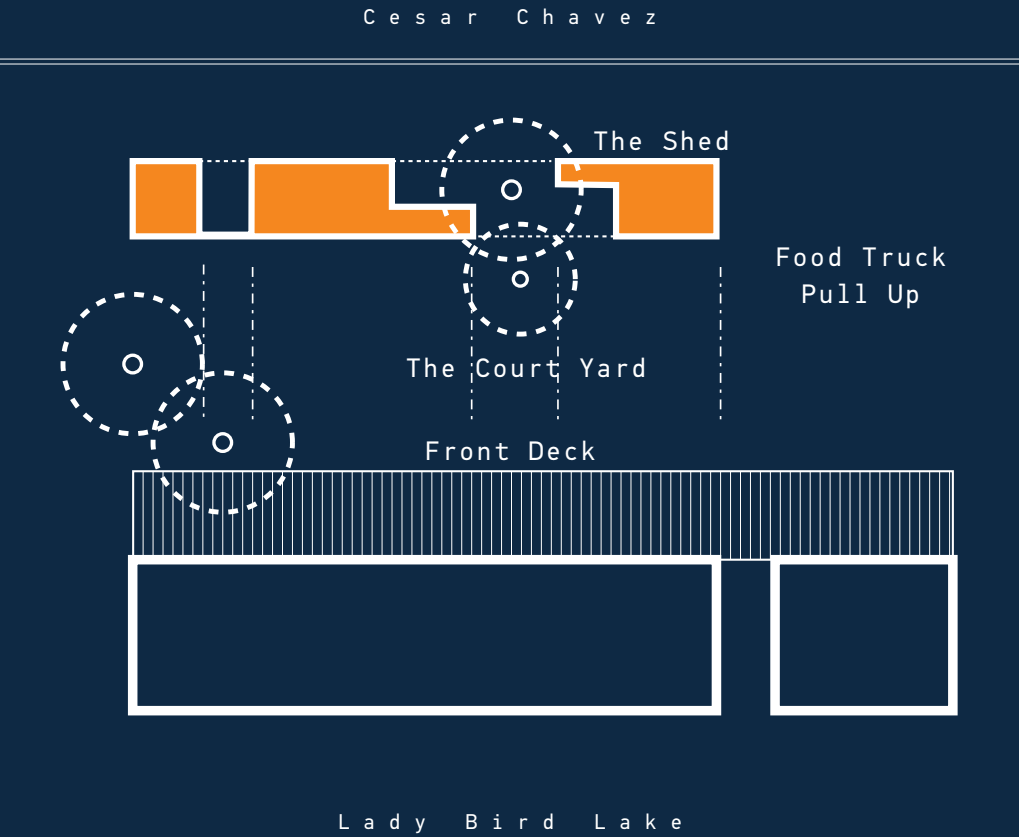 Cesar Chavez
The Shed
Food Truck
Pull Up
The Court Yard
Front Deck
Lady Bird Lake